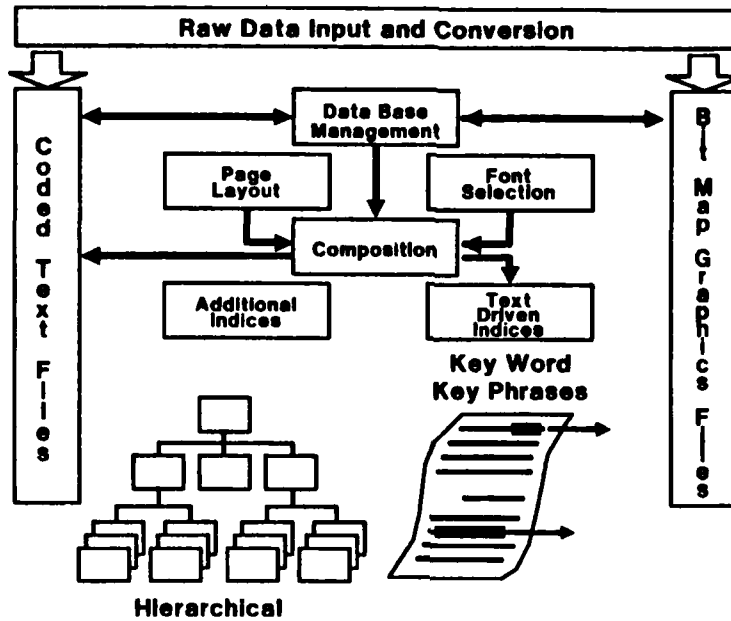 Raw Data Input and Conversion
Coded Text Files
Data Base
Management
Bit Map Graphics Files
Page
Layout
Font
Selection
Composition
Additional
Indices
Text
Driven
Indices
Key Word
Key Phrases
Hierarchical